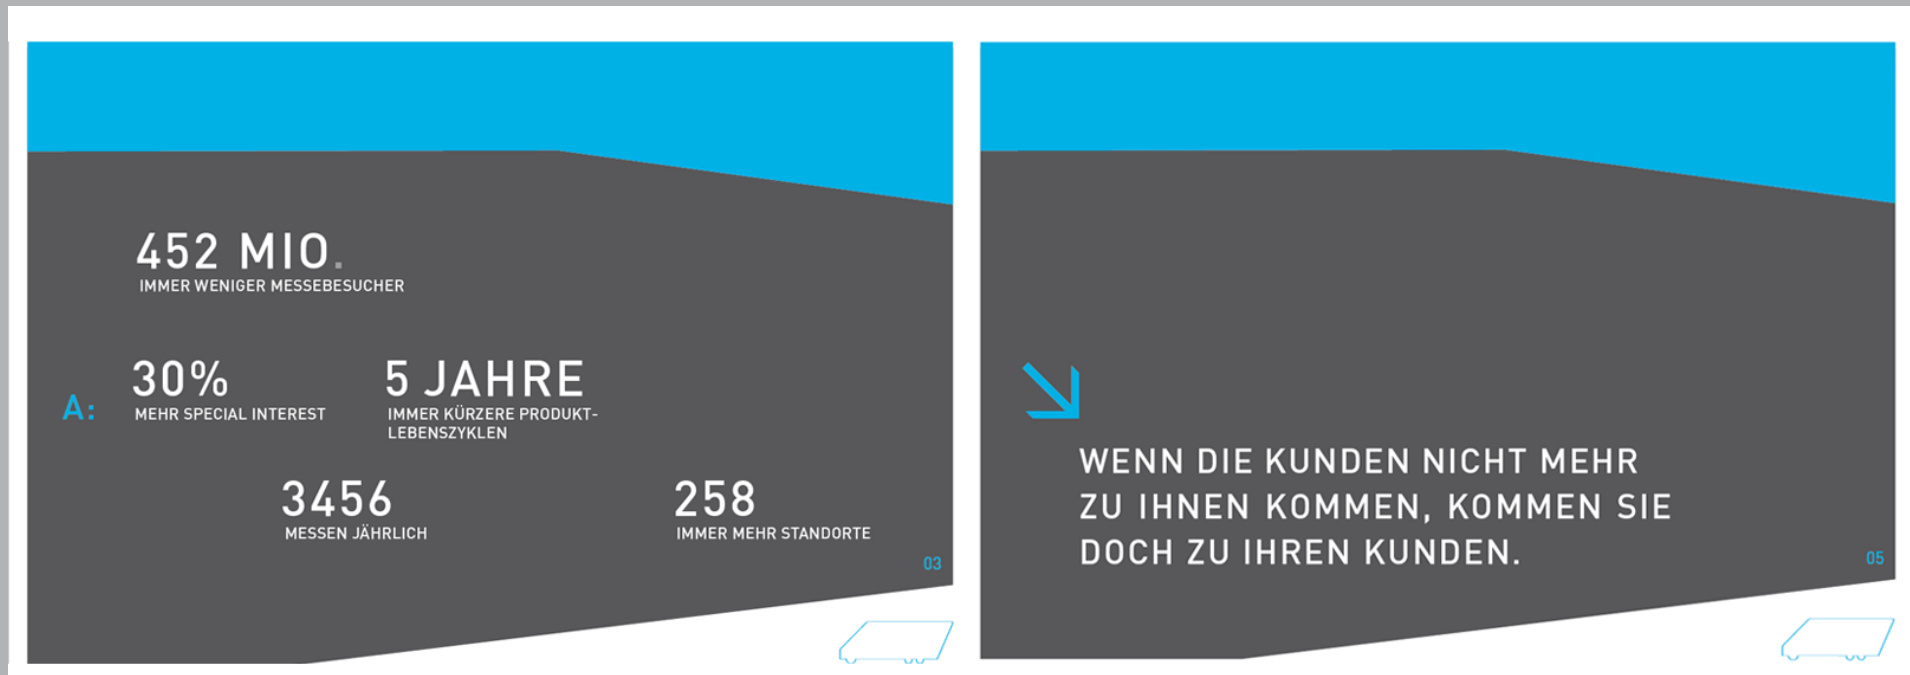 452 MIO.
IMMER WENIGER MESSEBESUCHER
A:
30%
MEHR SPECIAL INTEREST
5 JAHRE
IMMER KÜRZERE PRODUKT-
LEBENSZYKLEN
3456
MESSEN JÄHRLICH
258
IMMER MEHR STANDORTE
03
WENN DIE KUNDEN NICHT MEHR
ZU IHNEN KOMMEN, KOMMEN SIE
DOCH ZU IHREN KUNDEN.
05